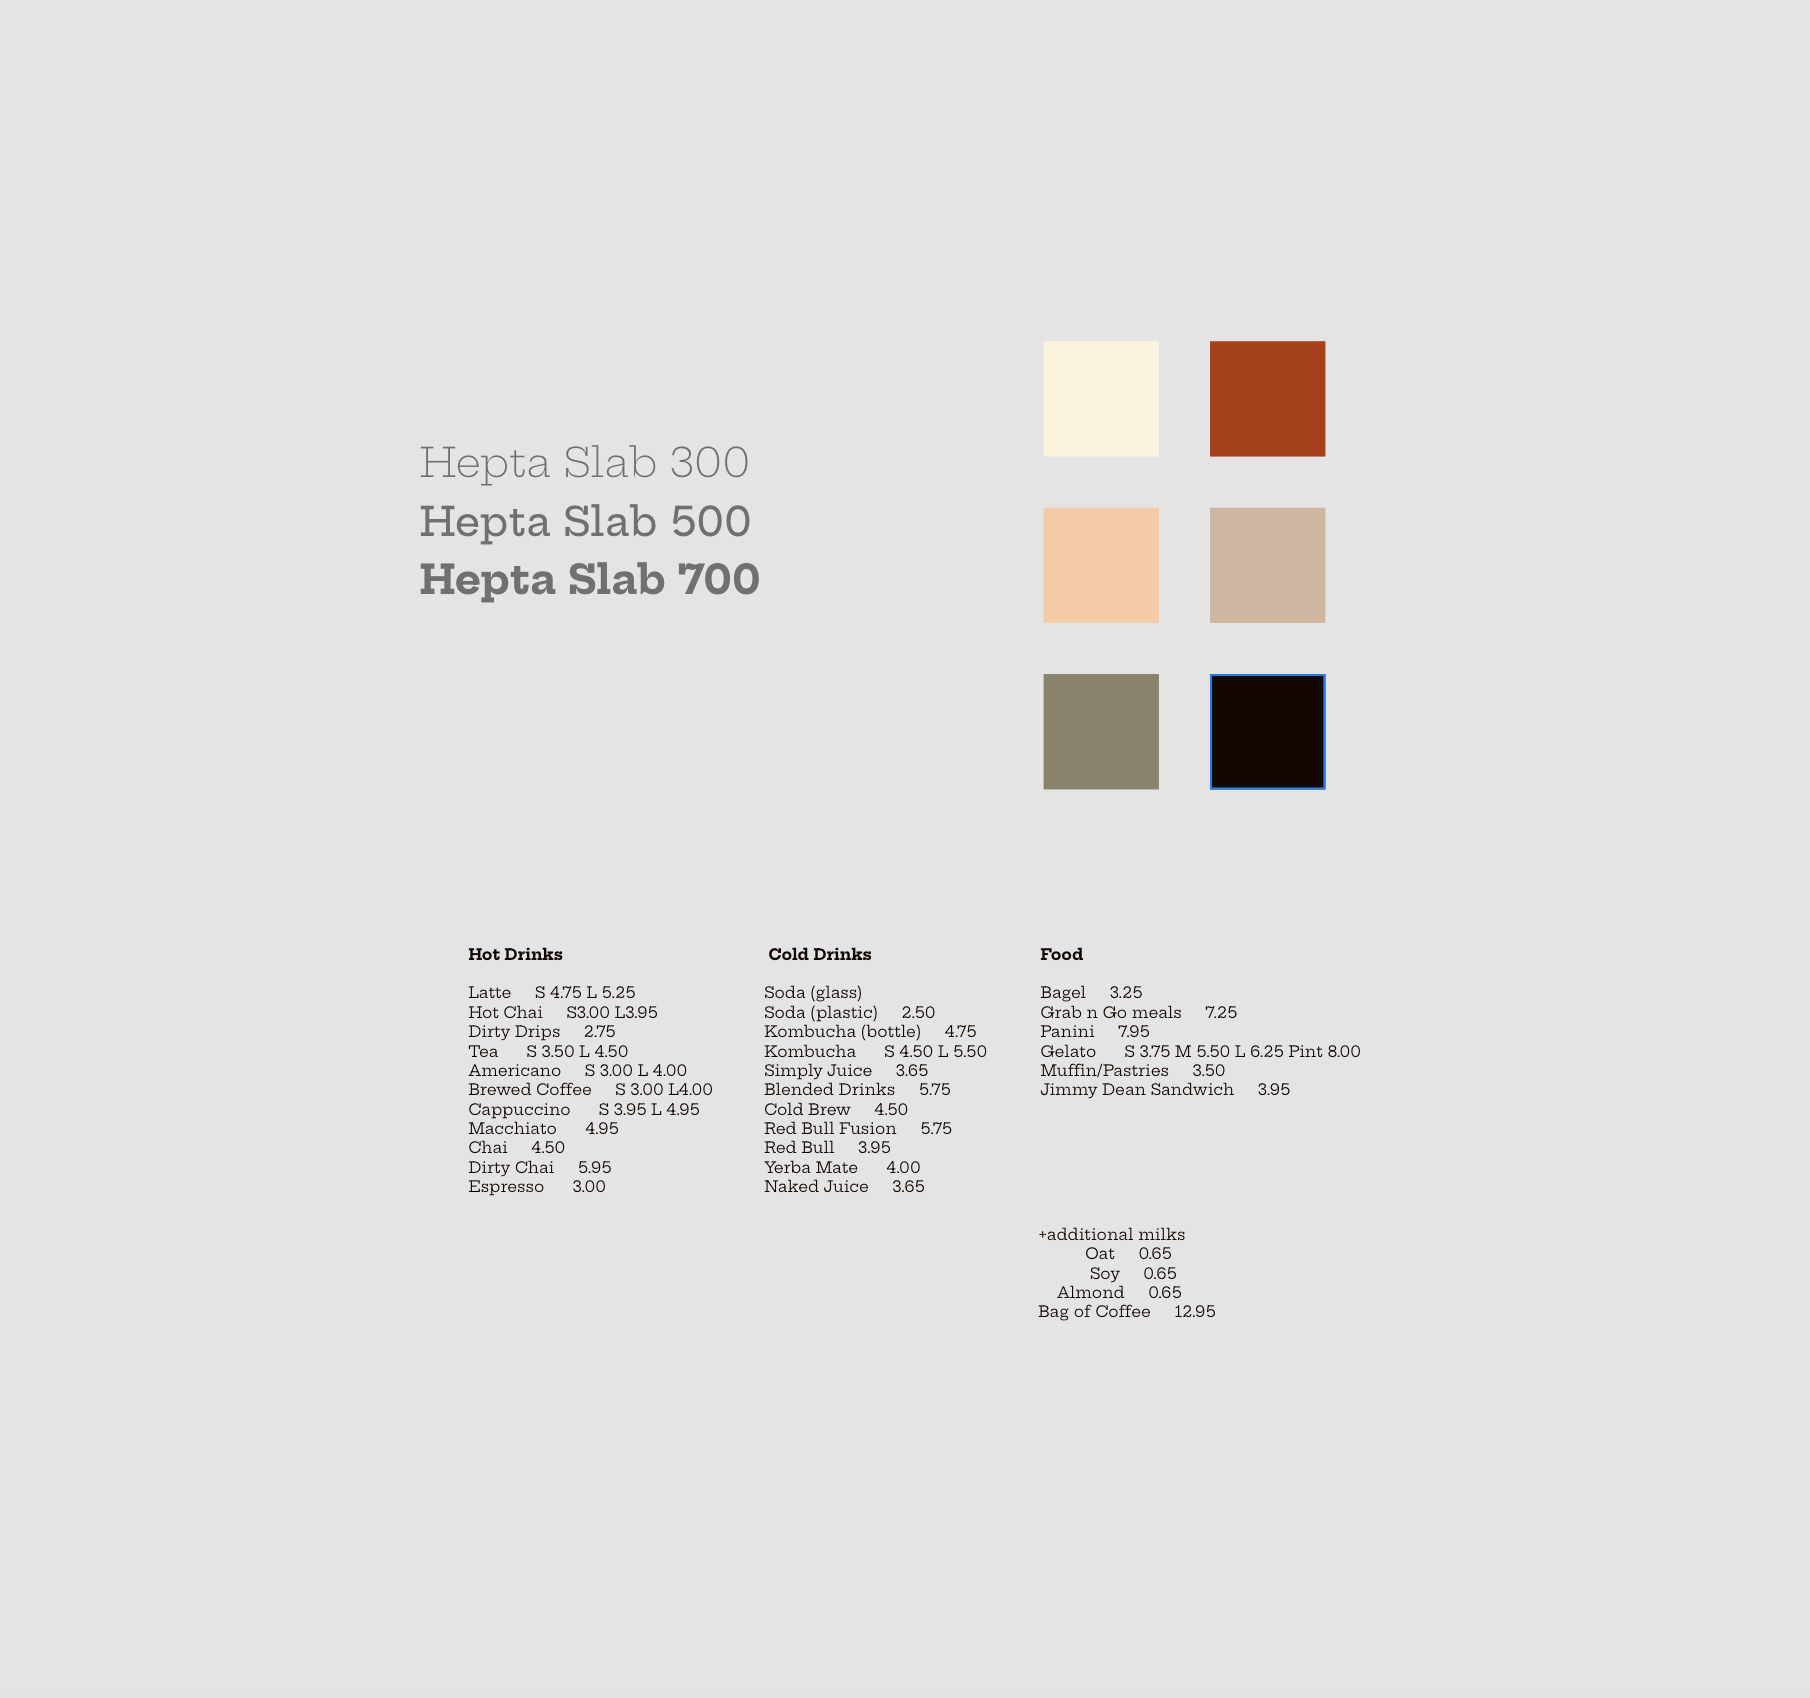 Hepta Slab 300
Hepta Slab 500
Hepta Slab 700
Hot Drinks
Latte S 4.75 L 5.25
Hot Chai S3.00 L3.95
Dirty Drips 2.75
Tea S 3.50 L 4.50
Americano S 3.00 L 4.00
Brewed Coffee S 3.00 L4.00
Cappuccino S 3.95 L 4.95
Macchiato 4.95
Chai 4.50
Dirty Chai 5.95
Espresso 3.00
Cold Drinks
Soda (glass)
Soda (plastic) 2.50
Kombucha (bottle) 4.75
Kombucha S 4.50 L 5.50
Simply Juice 3.65
Blended Drinks 5.75
Cold Brew 4.50
Red Bull Fusion 5.75
Red Bull 3.95
Yerba Mate 4.00
Naked Juice 3.65
Food
Bagel 3.25
Grab n Go meals 7.25
Panini 7.95
Gelato S 3.75 M 5.50 L 6.25 Pint 8.00
Muffin/Pastries 3.50
Jimmy Dean Sandwich 3.95
+additional milks
Oat 0.65
Soy 0.65
Almond 0.65
Bag of Coffee 12.95